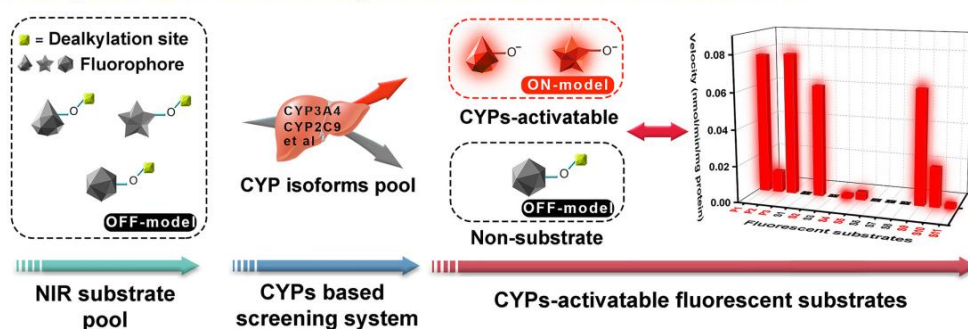 = Dealkylation site
Fluorophore
O
O
O
OFF-model
CYP3A4
CYP2C9
et al
CYP isoforms pool
O⁻
O⁻
ON-model
CYPs-activatable
O
OFF-model
Non-substrate
Velocity (nmol/min/mg protein)
0.08
0.06
0.04
0.02
0.00
Fluorescent substrates
NIR substrate
pool
CYPs based
screening system
CYPs-activatable fluorescent substrates